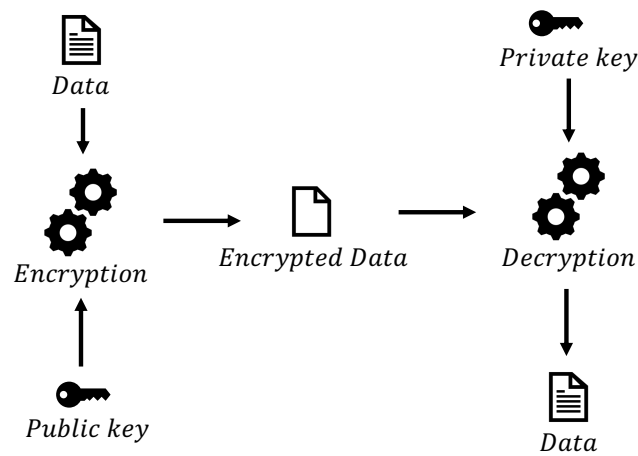 Data
Private key
Encryption
Encrypted Data
Decryption
Public key
Data